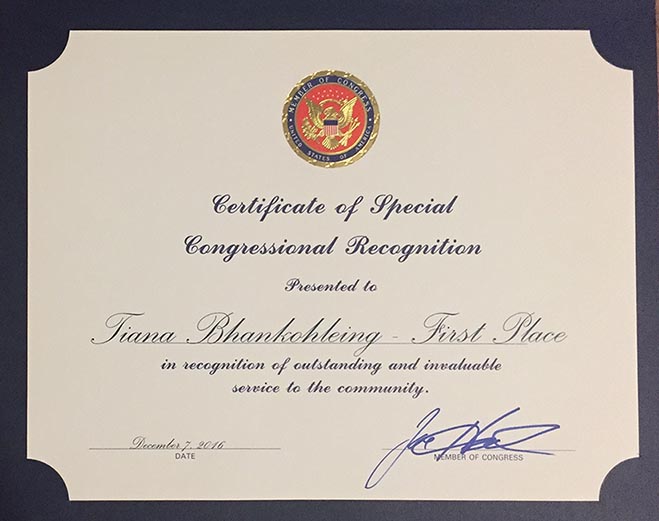 MEMBER OF CONGRESS
UNITED STATES OF AMERICA
Certificate of Special
Congressional Recognition
Presented to
Tiana Bhankohleing - First Place
in recognition of outstanding and invaluable
service to the community.
December 7, 2016
DATE
MEMBER OF CONGRESS